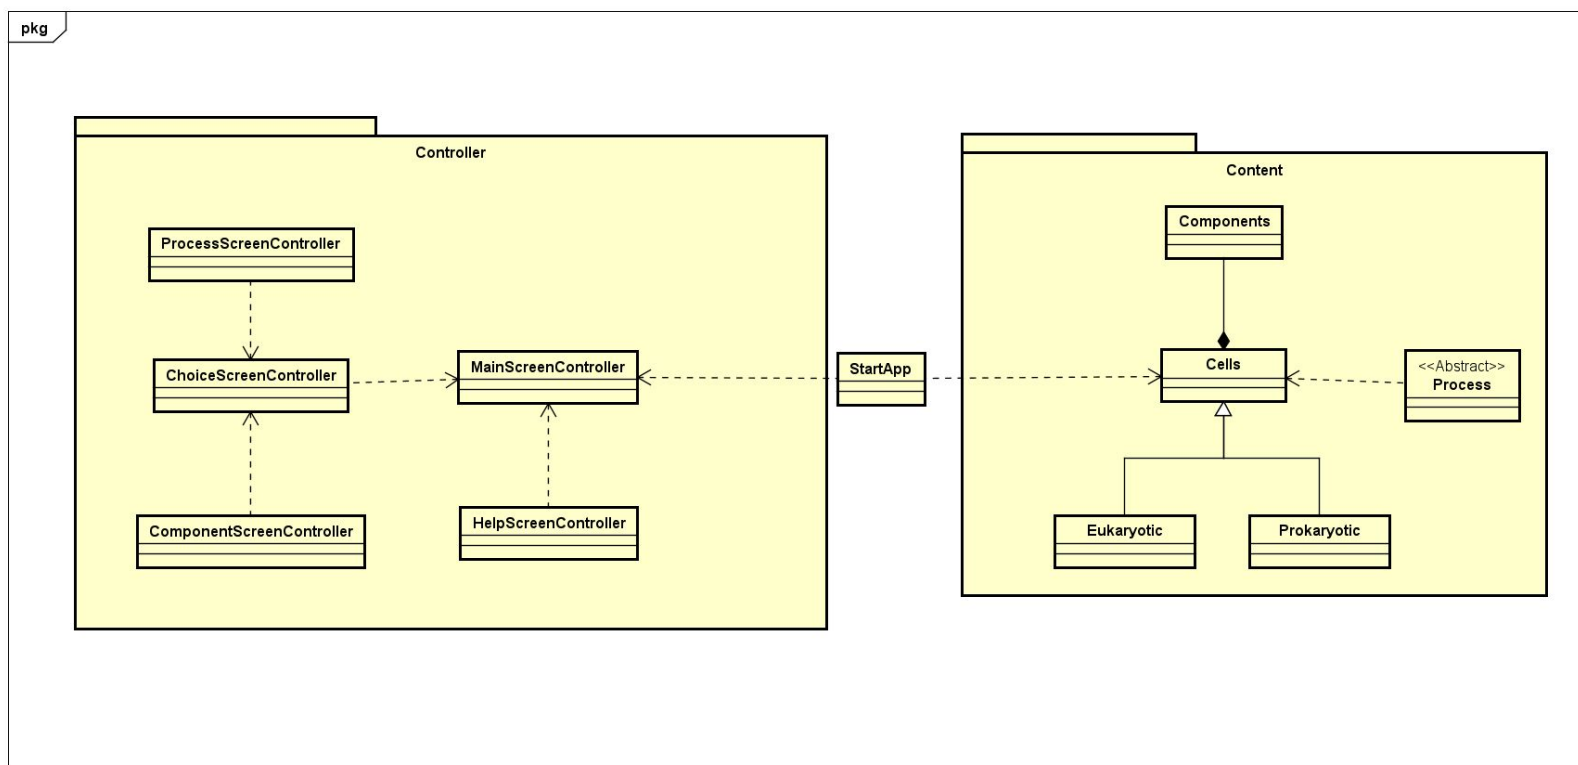 pkg
Controller
Content
Components
ProcessScreenController
ChoiceScreenController
MainScreenController
StartApp
Cells
<<Abstract>>
Process
ComponentScreenController
HelpScreenController
Eukaryotic
Prokaryotic